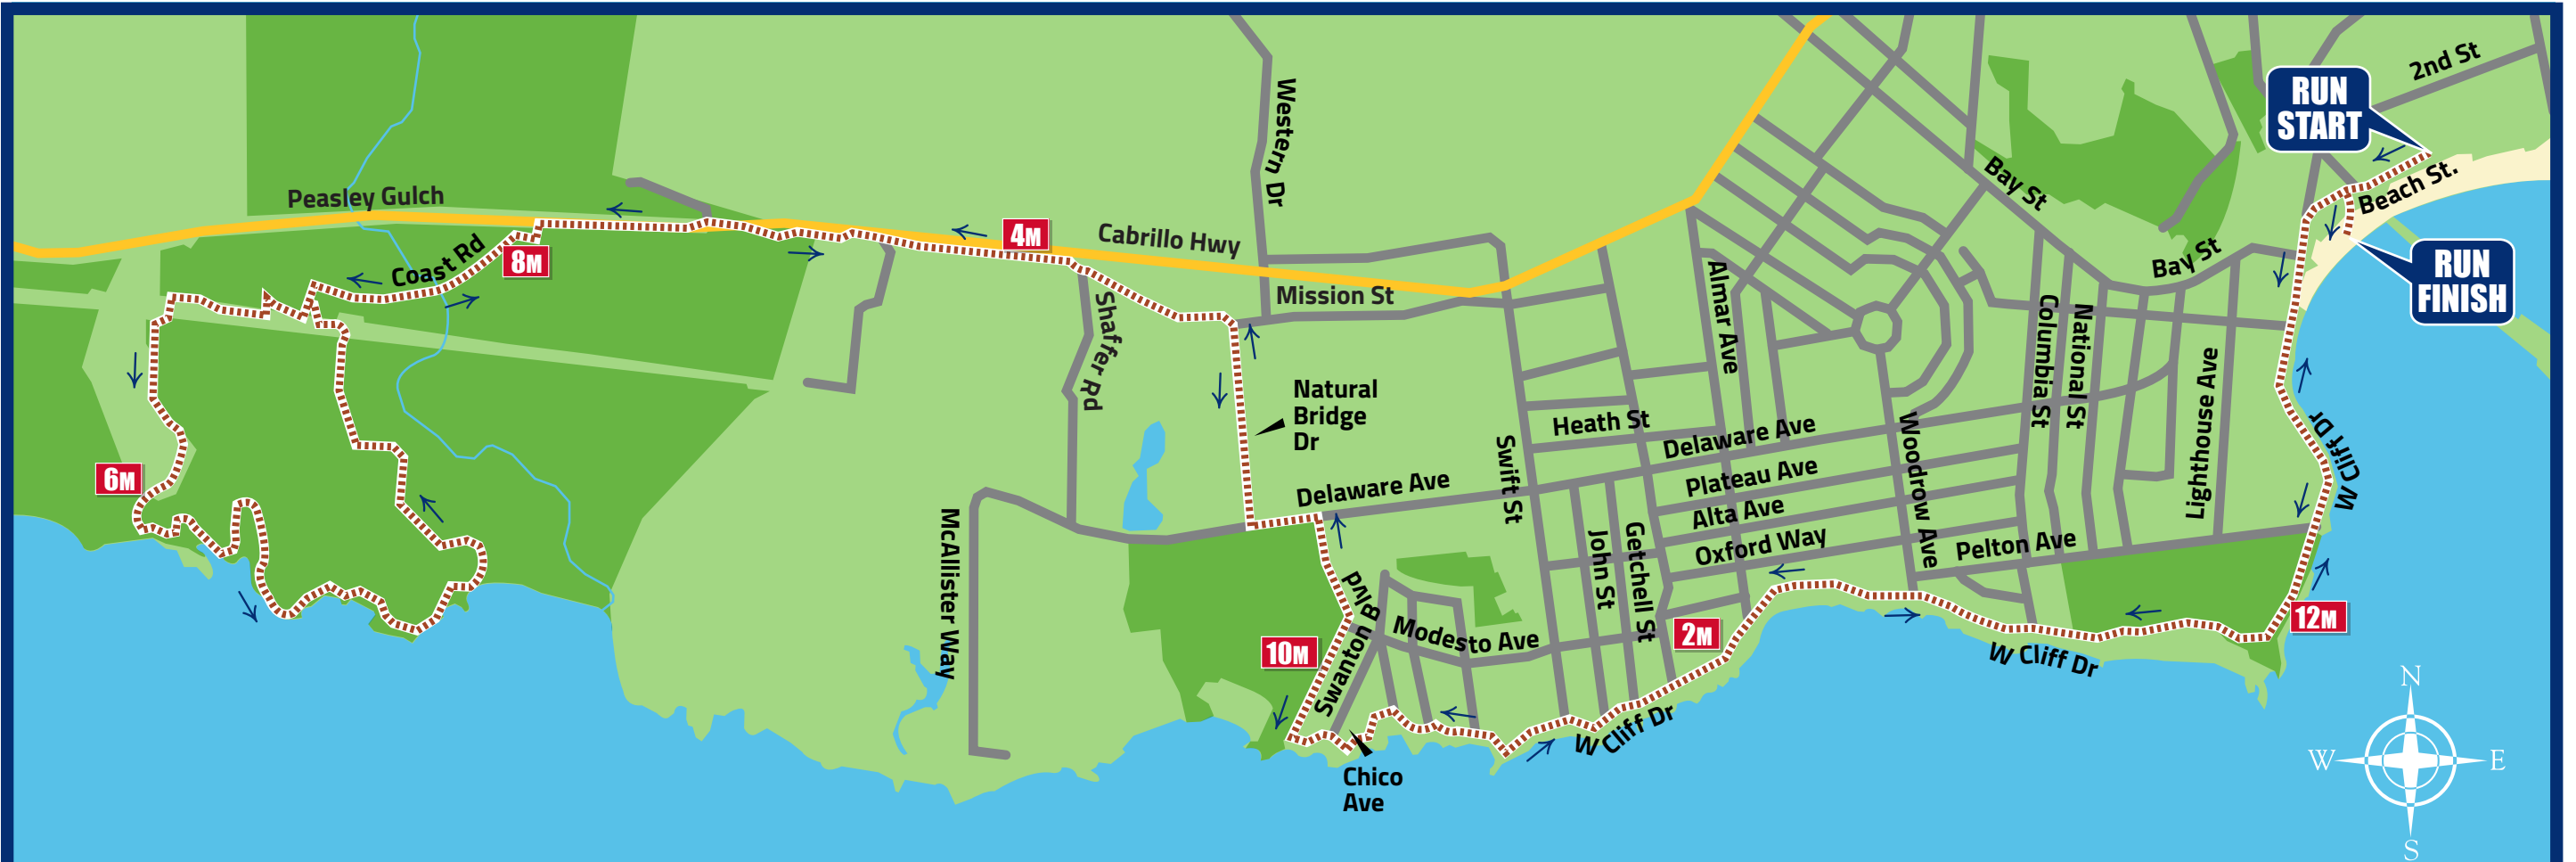 2nd St
RUN
START
Western Dr
Bay St
Beach St.
Peasley Gulch
4M
Cabrillo Hwy
Coast Rd
8M
Bay St
RUN
FINISH
Mission St
Shaffer Rd
Almar Ave
Columbia St
National St
Lighthouse Ave
Natural
Bridge
Dr
Heath St
Delaware Ave
Woodrow Ave
W Cliff Dr
6M
Swift St
Delaware Ave
Plateau Ave
Alta Ave
Oxford Way
Pelton Ave
McAllister Way
John St
Getchell St
Swanton Blvd
Modesto Ave
2M
12M
10M
W Cliff Dr
W Cliff Dr
Chico
Ave
N
W
E
S